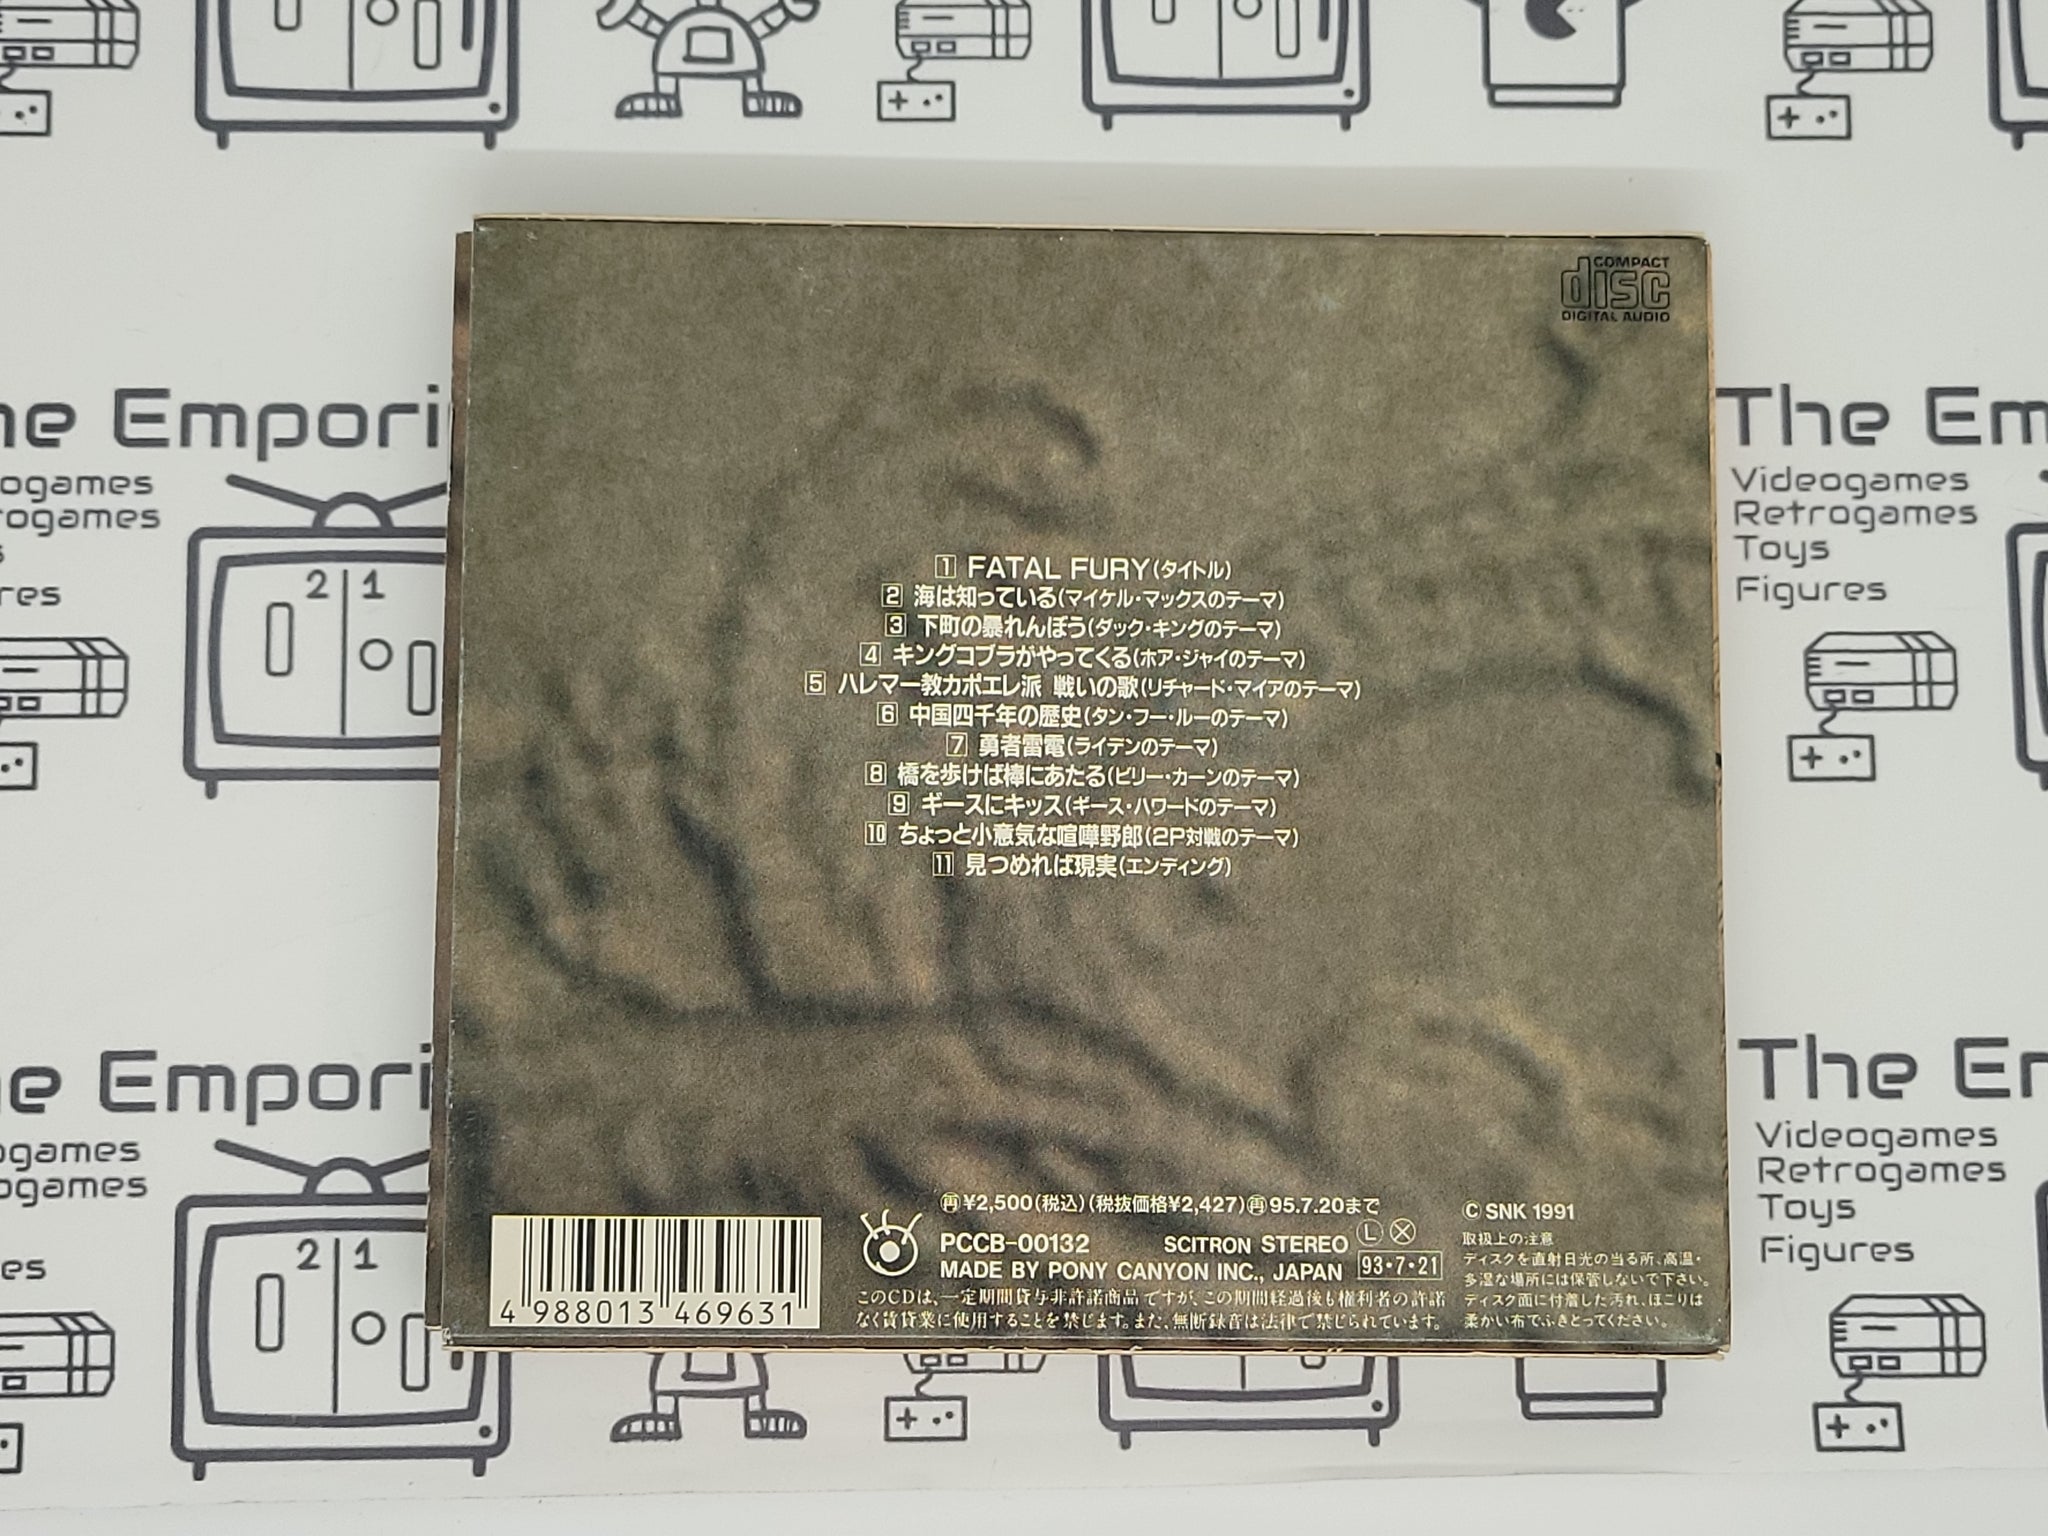 The Empori
The Em
Videogames
Retrogames
Toys
Figures
ogames
ogames
res
2 1
COMPACT
disc
DIGITAL AUDIO
1 FATAL FURY(タイトル)
2 海は知っている(マイケル・マックスのテーマ)
3 下町の暴れんぼう(ダック・キングのテーマ)
4 キングコブラがやってくる(ホア・ジャイのテーマ)
5 ハレマー教カポエレ派 戦いの歌(リチャード・マイアのテーマ)
6 中国四千年の歴史(タン・フー・ルーのテーマ)
7 勇者雷電(ライデンのテーマ)
8 橋を歩けば棒にあたる(ビリー・カーンのテーマ)
9 ギースにキッス(ギース・ハワードのテーマ)
10 ちょっと小意気な喧嘩野郎(2P対戦のテーマ)
11 見つめれば現実(エンディング)
he Empori
The Em
Videogames
Retrogames
Toys
Figures
ogames
ogames
es
2 1
4 988013 469631
再¥2,500(税込)(税抜価格¥2,427)再95.7.20まで
PCCB-00132 SCITRON STEREO L X
MADE BY PONY CANYON INC., JAPAN 93・7・21
このCDは、一定期間貸与非許諾商品ですが、この期間経過後も権利者の許諾
なく賃貸業に使用することを禁じます。また、無断録音は法律で禁じられています。
© SNK 1991
取扱上の注意
ディスクを直射日光の当る所、高温・
多湿な場所には保管しないで下さい。
ディスク面に付着した汚れ、ほこりは
柔かい布でふきとってください。